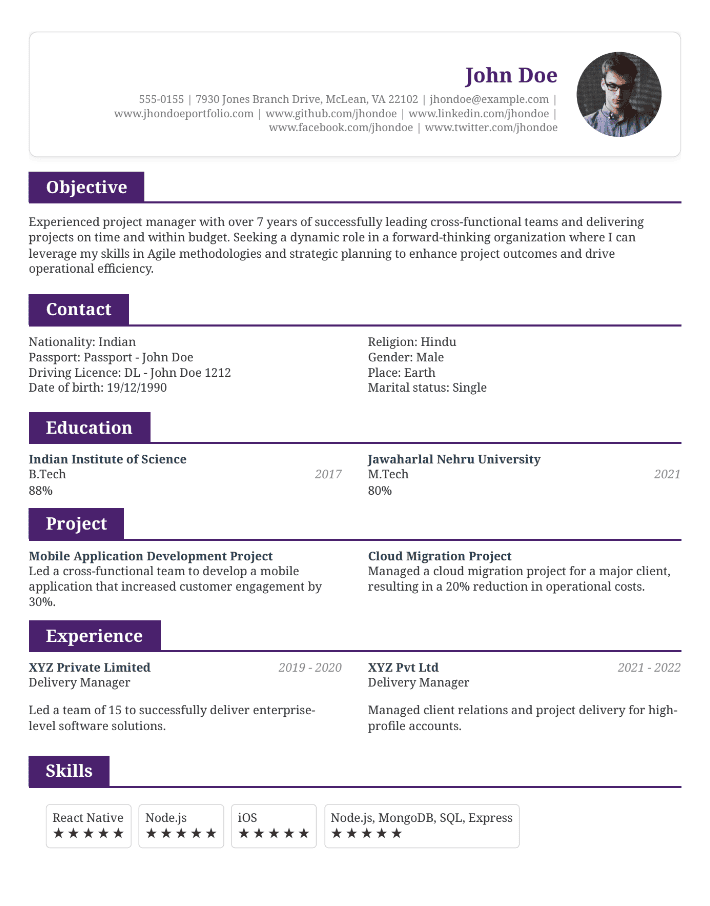 John Doe
555-0155 | 7930 Jones Branch Drive, McLean, VA 22102 | jhondoe@example.com |
www.jhondoeportfolio.com | www.github.com/jhondoe | www.linkedin.com/jhondoe |
www.facebook.com/jhondoe | www.twitter.com/jhondoe
Objective
Experienced project manager with over 7 years of successfully leading cross-functional teams and delivering
projects on time and within budget. Seeking a dynamic role in a forward-thinking organization where I can
leverage my skills in Agile methodologies and strategic planning to enhance project outcomes and drive
operational efficiency.
Contact
Nationality: Indian
Passport: Passport - John Doe
Driving Licence: DL - John Doe 1212
Date of birth: 19/12/1990
Religion: Hindu
Gender: Male
Place: Earth
Marital status: Single
Education
Indian Institute of Science
B.Tech 2017
88%
Jawaharlal Nehru University
M.Tech 2021
80%
Project
Mobile Application Development Project
Led a cross-functional team to develop a mobile
application that increased customer engagement by
30%.
Cloud Migration Project
Managed a cloud migration project for a major client,
resulting in a 20% reduction in operational costs.
Experience
XYZ Private Limited 2019 - 2020
Delivery Manager
Led a team of 15 to successfully deliver enterprise-
level software solutions.
XYZ Pvt Ltd 2021 - 2022
Delivery Manager
Managed client relations and project delivery for high-
profile accounts.
Skills
React Native
★★★★★
Node.js
★★★★★
iOS
★★★★★
Node.js, MongoDB, SQL, Express
★★★★★